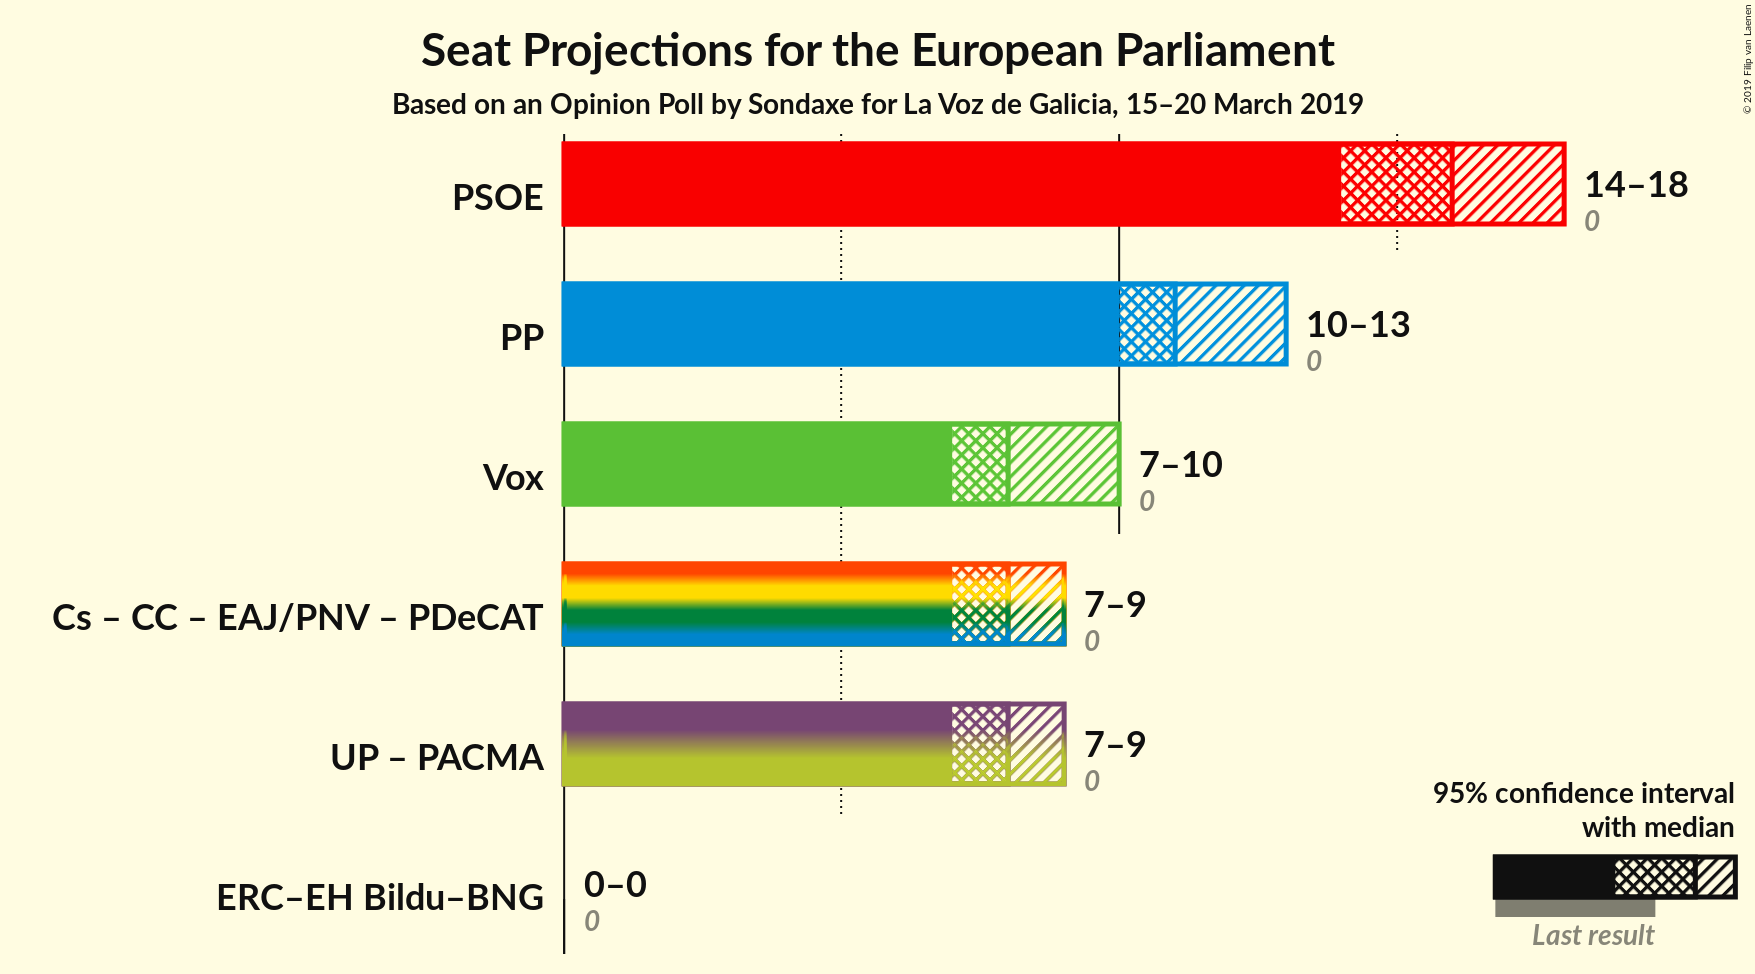 Seat Projections for the European Parliament
Based on an Opinion Poll by Sondaxe for La Voz de Galicia, 15–20 March 2019
© 2019 Filip van Laenen
PSOE
14–18
0
PP
10–13
0
Vox
7–10
0
Cs – CC – EAJ/PNV – PDeCAT
7–9
0
UP – PACMA
7–9
0
ERC–EH Bildu–BNG
0–0
0
95% confidence interval
with median
Last result